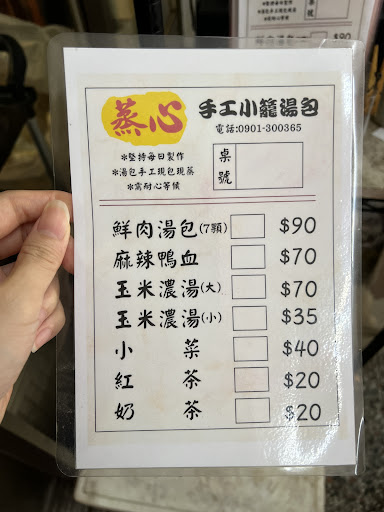 蒸心 手工小籠湯包
電話:0901-300365
※堅持每日製作
※湯包手工現包現蒸
※需耐心等候
桌號
鮮肉湯包(7顆) $90
麻辣鴨血 $70
玉米濃湯(大) $70
玉米濃湯(小) $35
小菜 $40
紅茶 $20
奶茶 $20